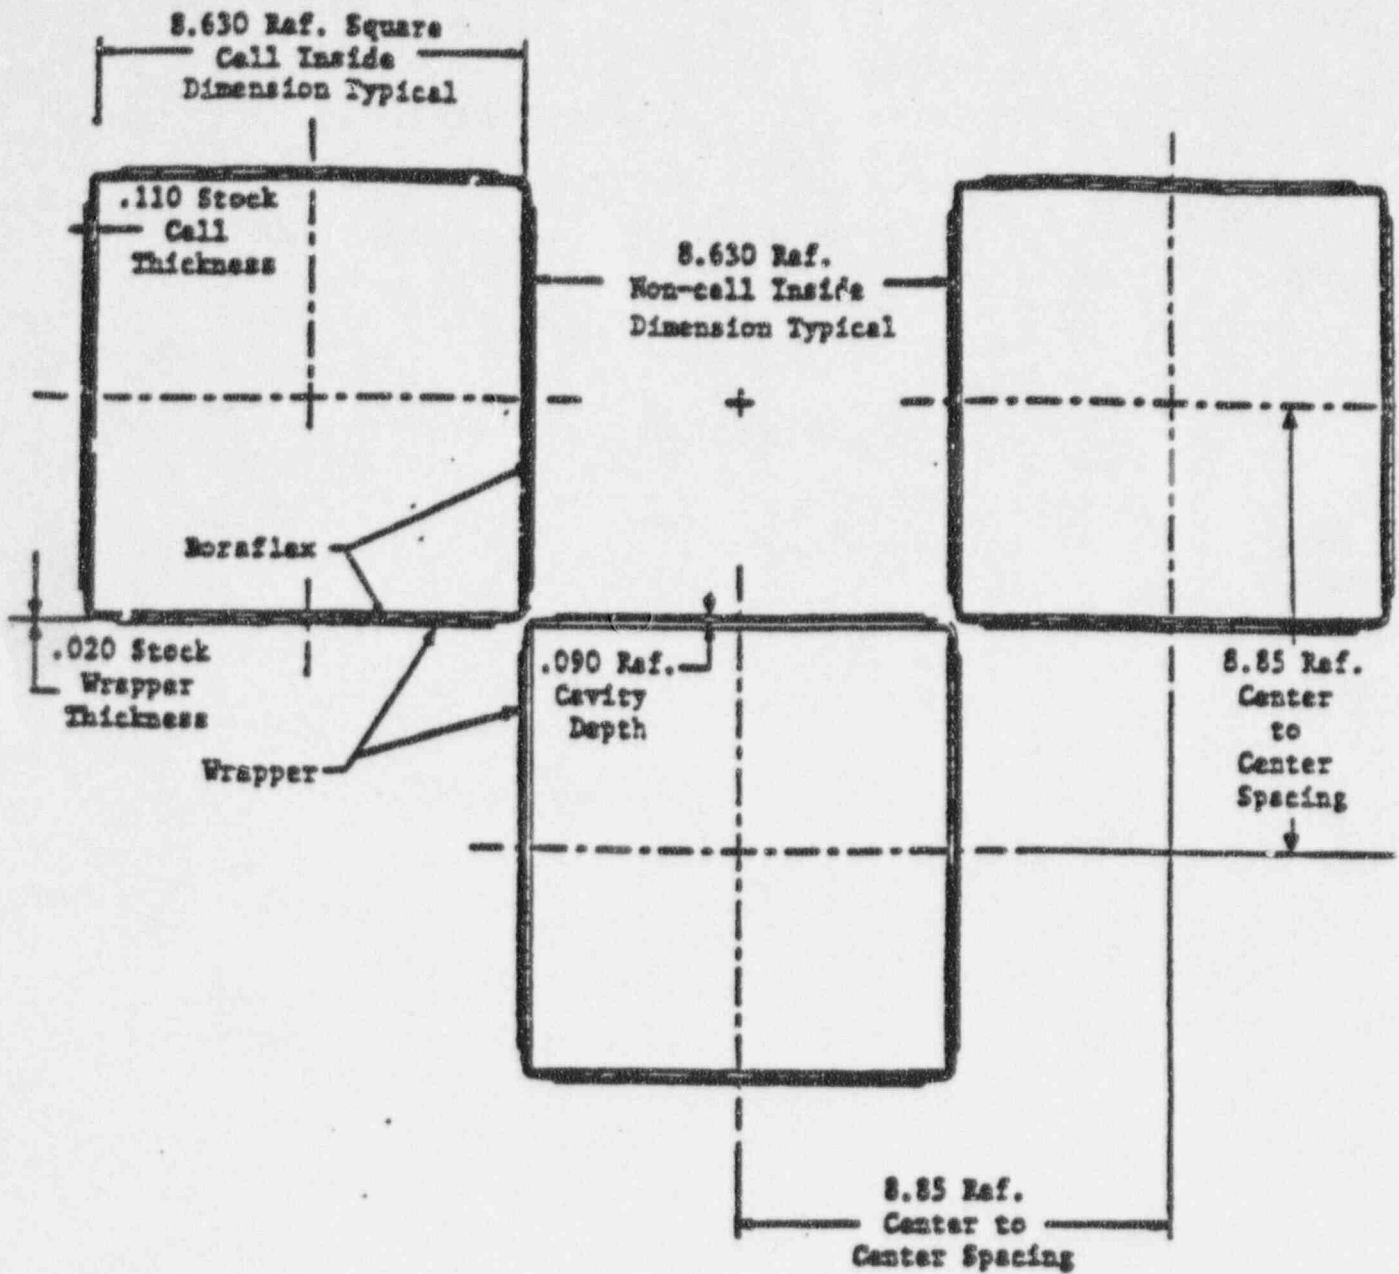 8.630 Ref. Square
Cell Inside
Dimension Typical
.110 Stock
Cell
Thickness
8.630 Ref.
Non-cell Inside
Dimension Typical
Boraflex
.020 Stock
Wrapper
Thickness
.090 Ref.
Cavity
Depth
8.85 Ref.
Center
to
Center
Spacing
Wrapper
8.85 Ref.
Center to
Center Spacing